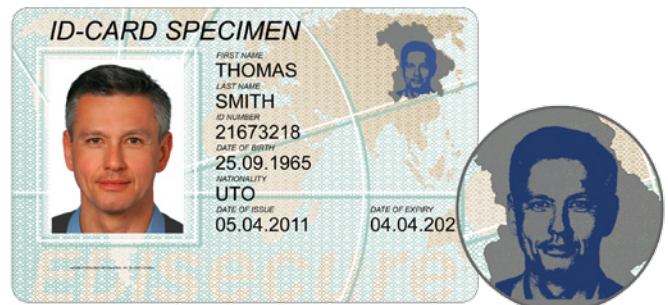 ID-CARD SPECIMEN
FIRST NAME
THOMAS
LAST NAME
SMITH
ID NUMBER
21673218
DATE OF BIRTH
25.09.1965
NATIONALITY
UTO
DATE OF ISSUE
05.04.2011
DATE OF EXPIRY
04.04.202
EDIsecure